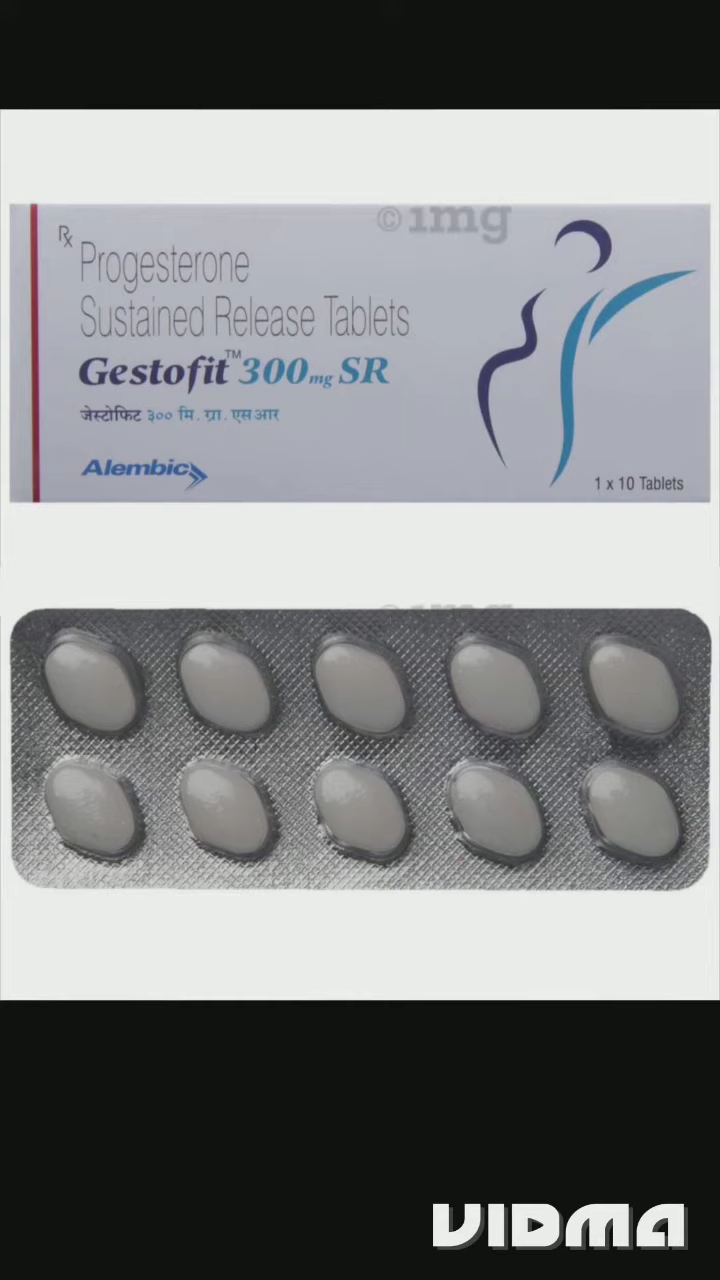 ©1mg
Rx
Progesterone
Sustained Release Tablets
Gestofit™ 300mg SR
जेस्टोफिट ३०० मि. ग्रा. एस आर
Alembic
1 x 10 Tablets
VIDMA